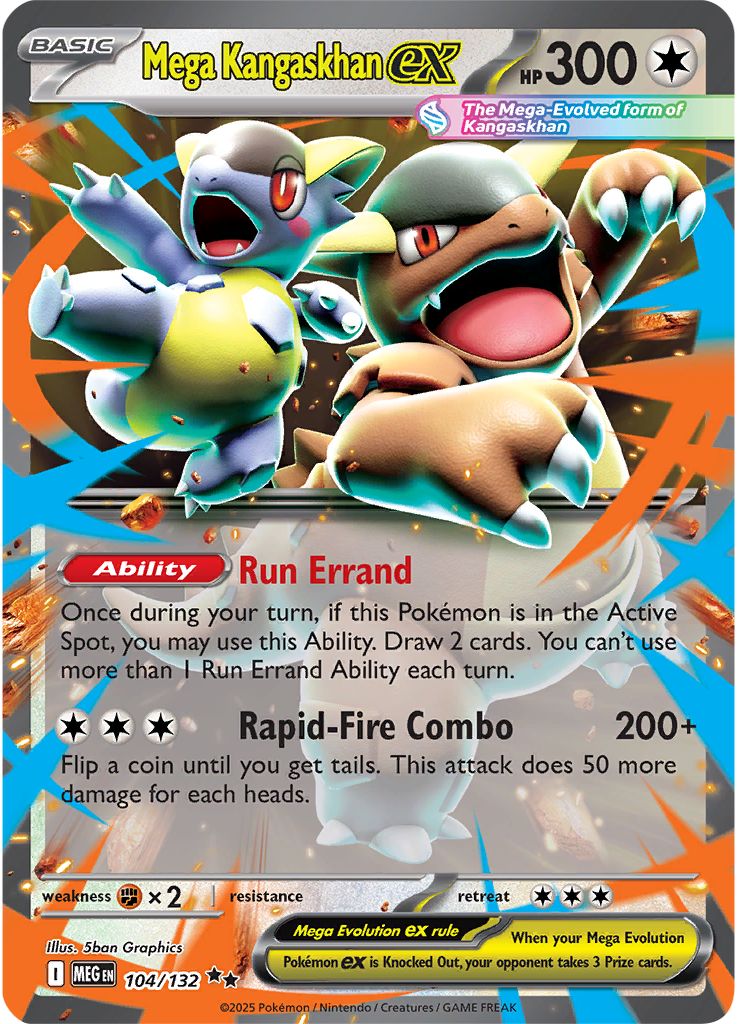 BASIC
Mega Kangaskhan ex
HP 300
The Mega-Evolved form of
Kangaskhan
Ability Run Errand
Once during your turn, if this Pokémon is in the Active
Spot, you may use this Ability. Draw 2 cards. You can't use
more than 1 Run Errand Ability each turn.
Rapid-Fire Combo 200+
Flip a coin until you get tails. This attack does 50 more
damage for each heads.
weakness ×2 resistance retreat
Illus. 5ban Graphics
Mega Evolution ex rule
When your Mega Evolution
Pokémon ex is Knocked Out, your opponent takes 3 Prize cards.
I MEG EN 104/132
©2025 Pokémon / Nintendo / Creatures / GAME FREAK